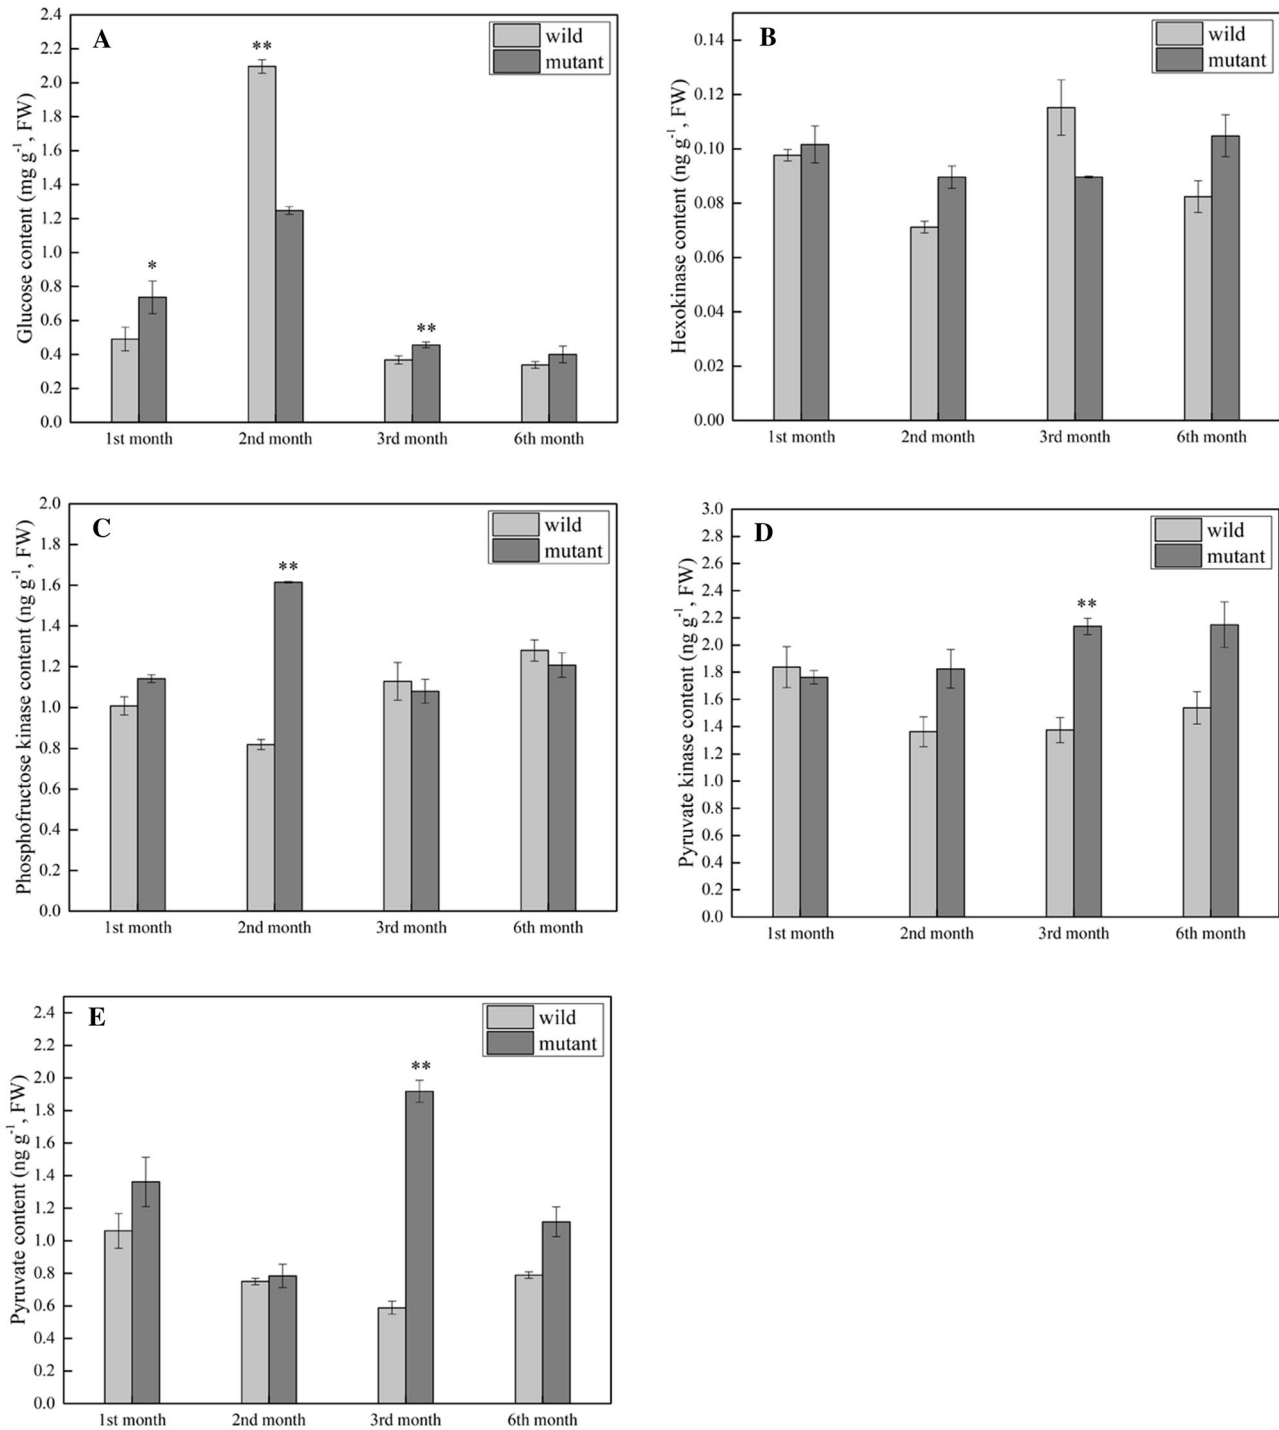 A
wild
mutant
Glucose content (mg g⁻¹, FW)
2.4
2.2
2.0
1.8
1.6
1.4
1.2
1.0
0.8
0.6
0.4
0.2
0.0
*
**
**
1st month 2nd month 3rd month 6th month
B
wild
mutant
Hexokinase content (ng g⁻¹, FW)
0.14
0.12
0.10
0.08
0.06
0.04
0.02
0.00
1st month 2nd month 3rd month 6th month
C
wild
mutant
Phosphofructose kinase content (ng g⁻¹, FW)
2.0
1.8
1.6
1.4
1.2
1.0
0.8
0.6
0.4
0.2
0.0
**
1st month 2nd month 3rd month 6th month
D
wild
mutant
Pyruvate kinase content (ng g⁻¹, FW)
3.0
2.8
2.6
2.4
2.2
2.0
1.8
1.6
1.4
1.2
1.0
0.8
0.6
0.4
0.2
0.0
**
1st month 2nd month 3rd month 6th month
E
wild
mutant
Pyruvate content (ng g⁻¹, FW)
2.4
2.2
2.0
1.8
1.6
1.4
1.2
1.0
0.8
0.6
0.4
0.2
0.0
**
1st month 2nd month 3rd month 6th month